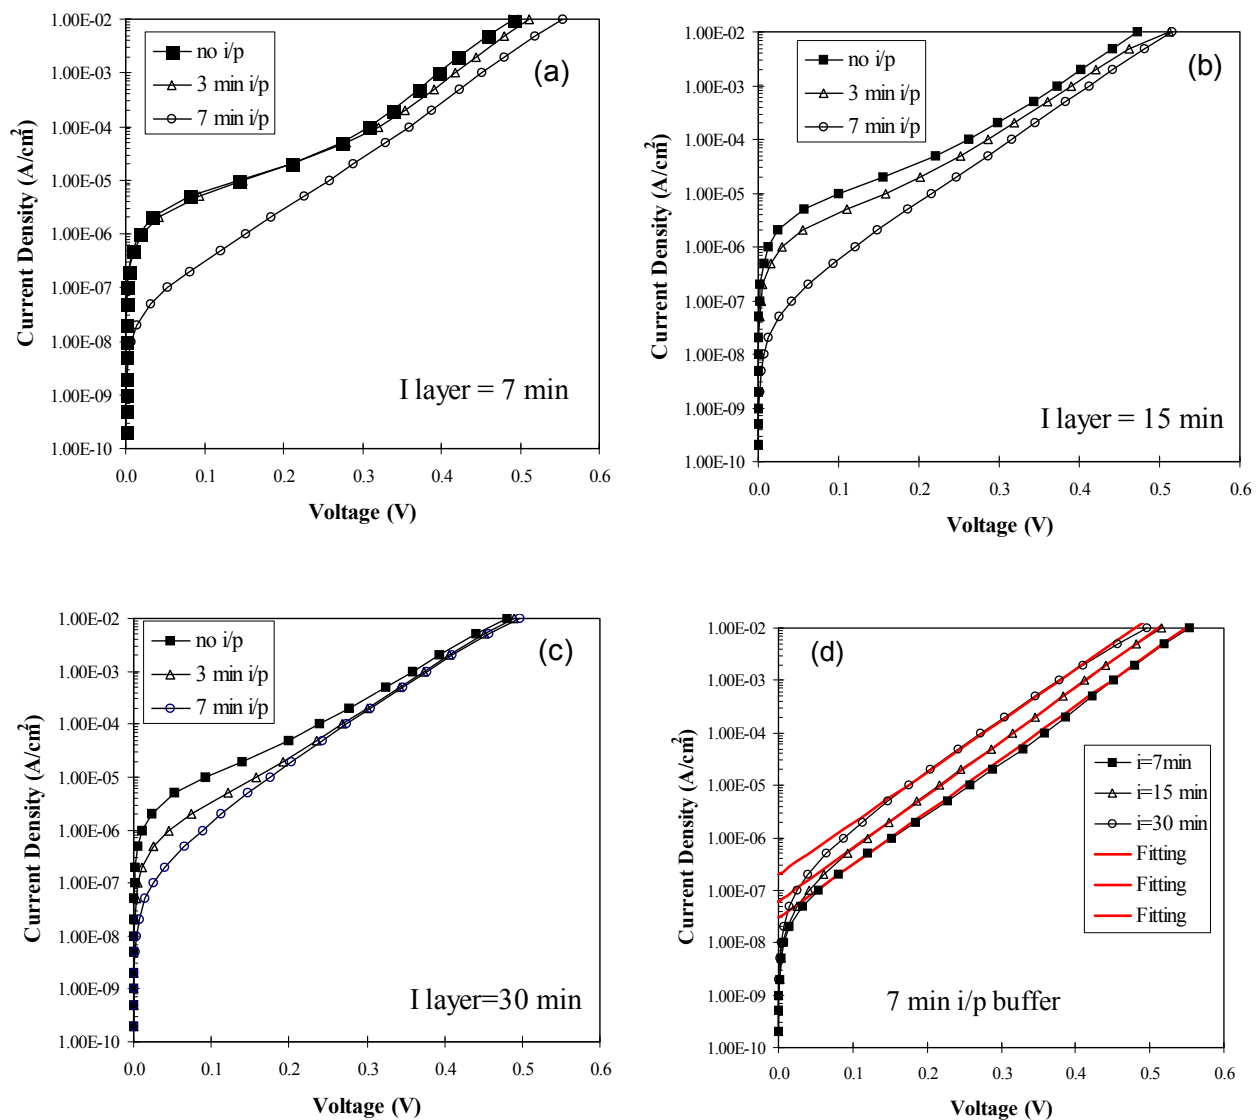 1.00E-02
1.00E-03
1.00E-04
1.00E-05
1.00E-06
1.00E-07
1.00E-08
1.00E-09
1.00E-10
Current Density (A/cm²)
no i/p
3 min i/p
7 min i/p
(a)
I layer = 7 min
0.0 0.1 0.2 0.3 0.4 0.5 0.6
Voltage (V)
1.00E-02
1.00E-03
1.00E-04
1.00E-05
1.00E-06
1.00E-07
1.00E-08
1.00E-09
1.00E-10
Current Density (A/cm²)
no i/p
3 min i/p
7 min i/p
(b)
I layer = 15 min
0.0 0.1 0.2 0.3 0.4 0.5 0.6
Voltage (V)
1.00E-02
1.00E-03
1.00E-04
1.00E-05
1.00E-06
1.00E-07
1.00E-08
1.00E-09
1.00E-10
Current Density (A/cm²)
no i/p
3 min i/p
7 min i/p
(c)
I layer=30 min
0.0 0.1 0.2 0.3 0.4 0.5 0.6
Voltage (V)
1.00E-02
1.00E-03
1.00E-04
1.00E-05
1.00E-06
1.00E-07
1.00E-08
1.00E-09
1.00E-10
Current Density (A/cm²)
(d)
i=7min
i=15 min
i=30 min
Fitting
Fitting
Fitting
7 min i/p buffer
0.0 0.1 0.2 0.3 0.4 0.5 0.6
Voltage (V)